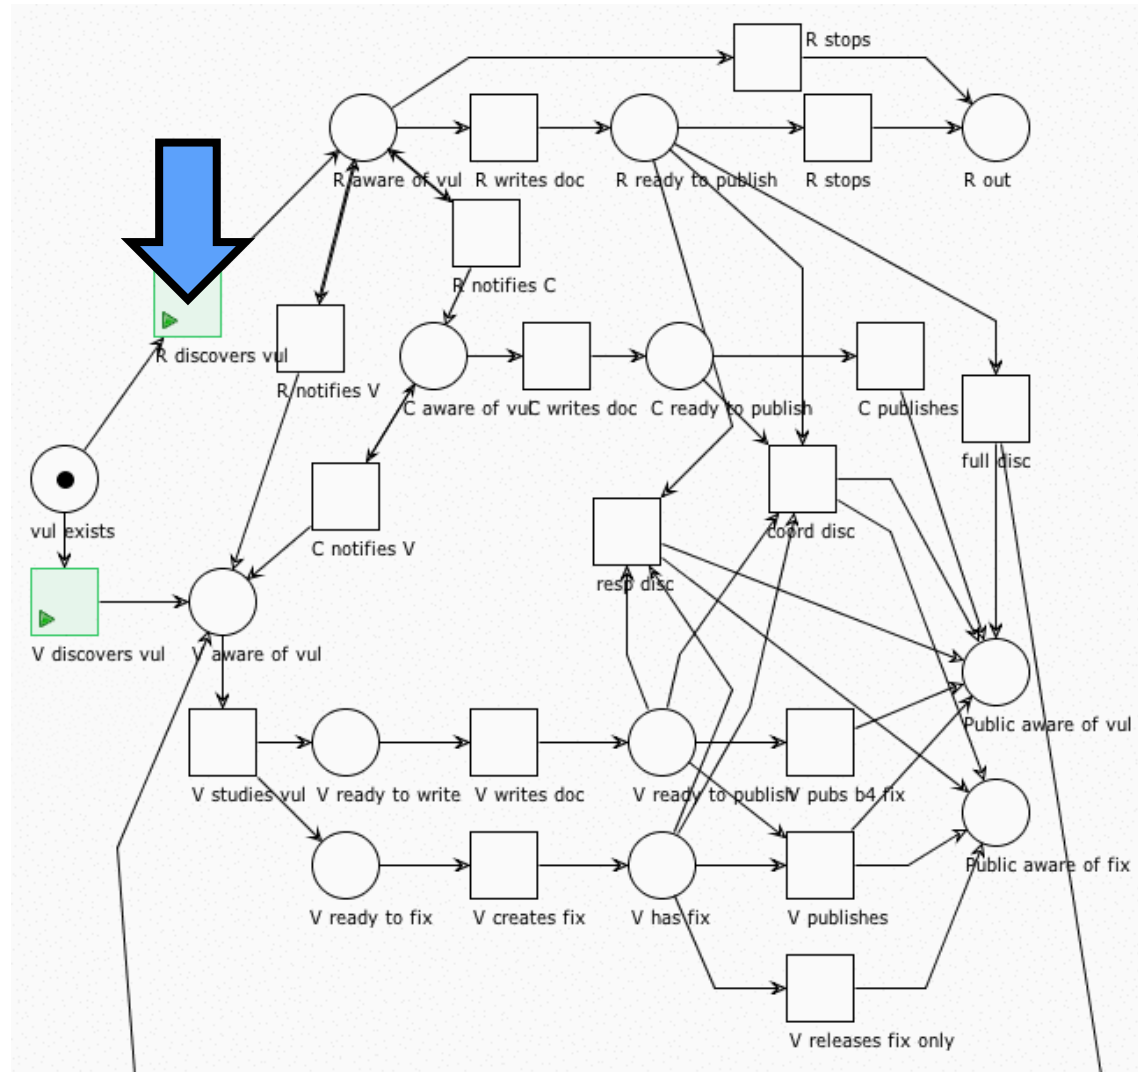 R stops
R aware of vul
R writes doc
R ready to publish
R stops
R out
R notifies C
R discovers vul
R notifies V
C aware of vul
C writes doc
C ready to publish
C publishes
full disc
vul exists
C notifies V
coord disc
resp disc
V discovers vul
V aware of vul
Public aware of vul
V studies vul
V ready to write
V writes doc
V ready to publish
V pubs b4 fix
Public aware of fix
V ready to fix
V creates fix
V has fix
V publishes
V releases fix only